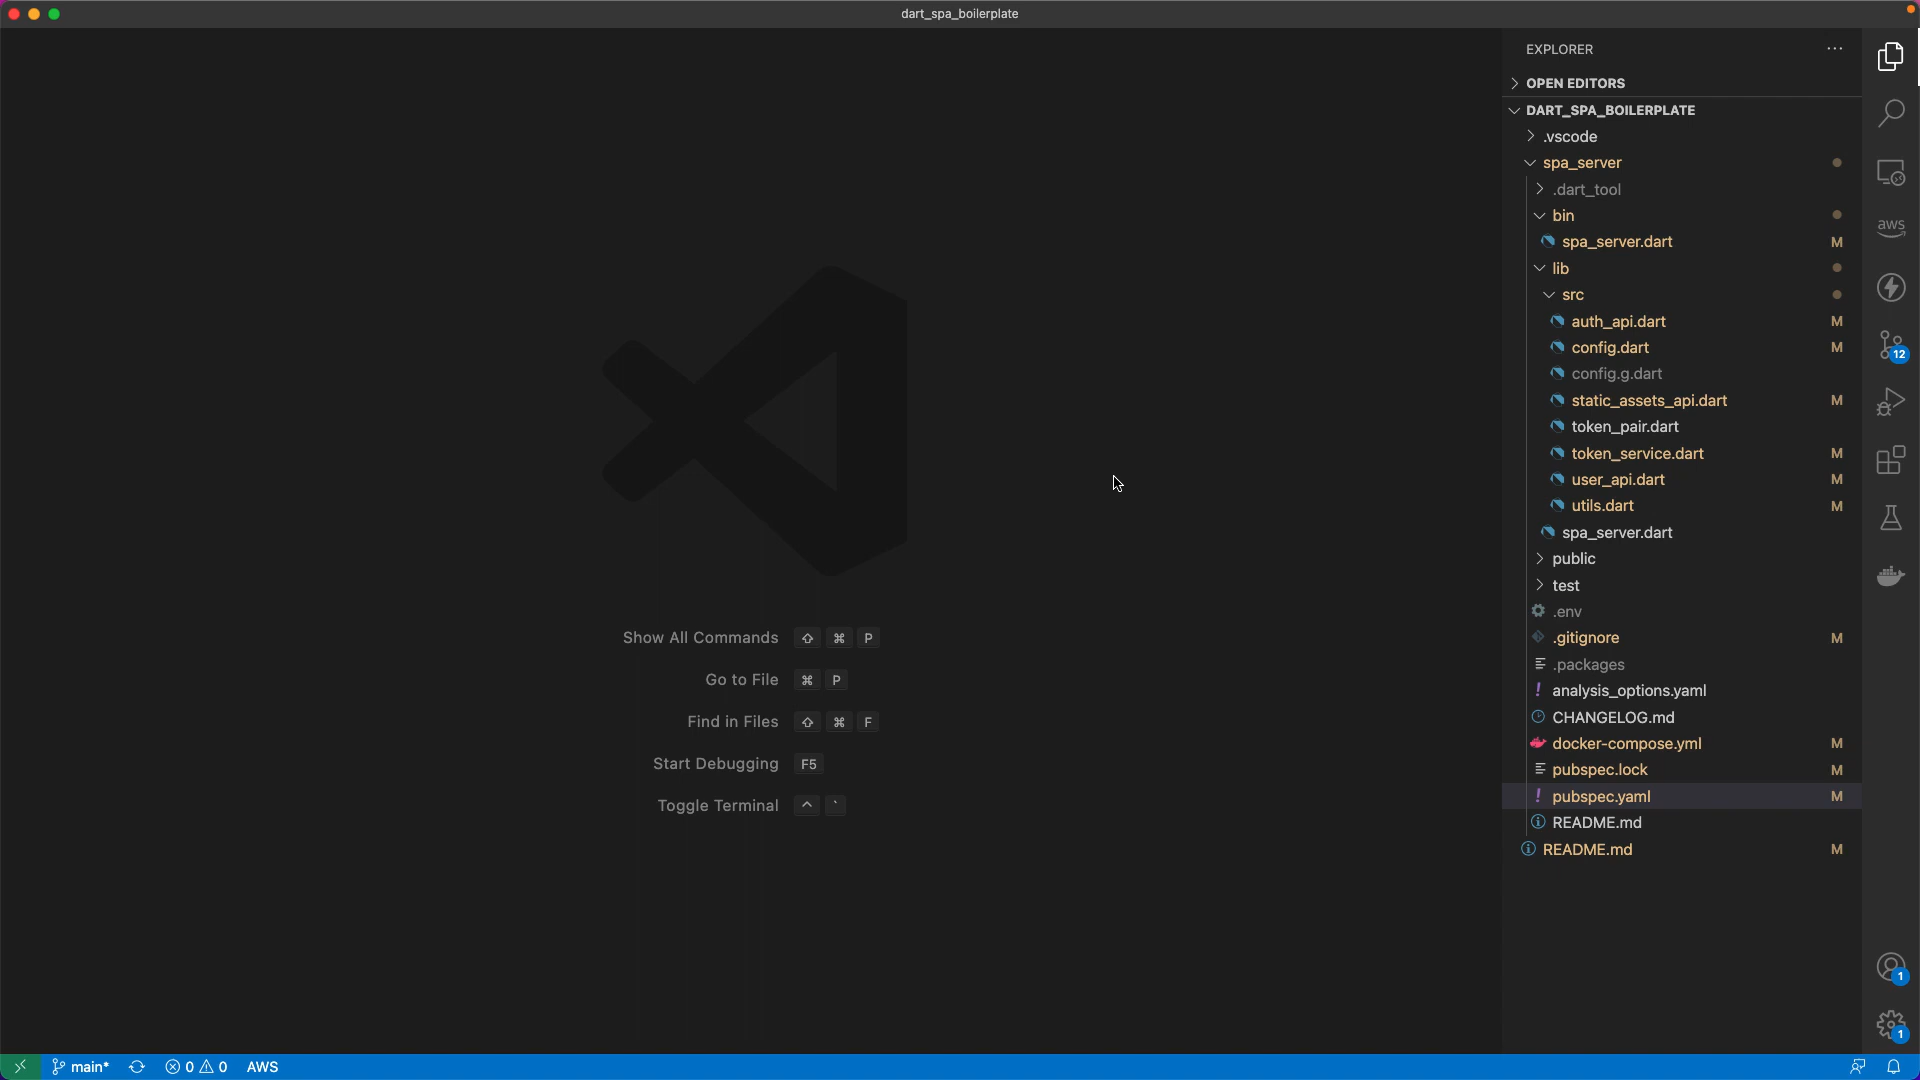 dart_spa_boilerplate
EXPLORER
OPEN EDITORS
DART_SPA_BOILERPLATE
.vscode
spa_server
.dart_tool
bin
spa_server.dart M
lib
src
auth_api.dart M
config.dart M
config.g.dart
static_assets_api.dart M
token_pair.dart
token_service.dart M
user_api.dart M
utils.dart M
spa_server.dart
public
test
.env
.gitignore M
.packages
! analysis_options.yaml
CHANGELOG.md
docker-compose.yml M
pubspec.lock M
! pubspec.yaml M
README.md
README.md M
aws
12
1
1
Show All Commands ⇧ ⌘ P
Go to File ⌘ P
Find in Files ⇧ ⌘ F
Start Debugging F5
Toggle Terminal ^ `
main* 0 0 AWS